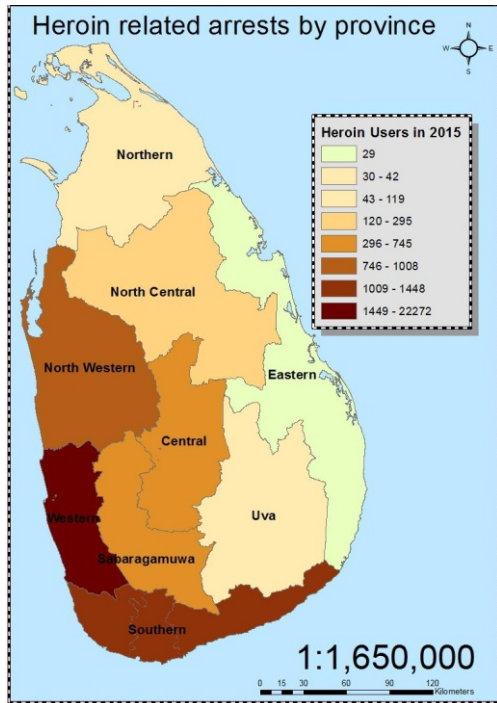 Heroin related arrests by province
N
W
E
S
Heroin Users in 2015
29
30 - 42
43 - 119
120 - 295
296 - 745
746 - 1008
1009 - 1448
1449 - 22272
Northern
North Central
North Western
Eastern
Central
Western
Uva
Sabaragamuwa
Southern
1:1,650,000
0 15 30 60 90 120
Kilometers